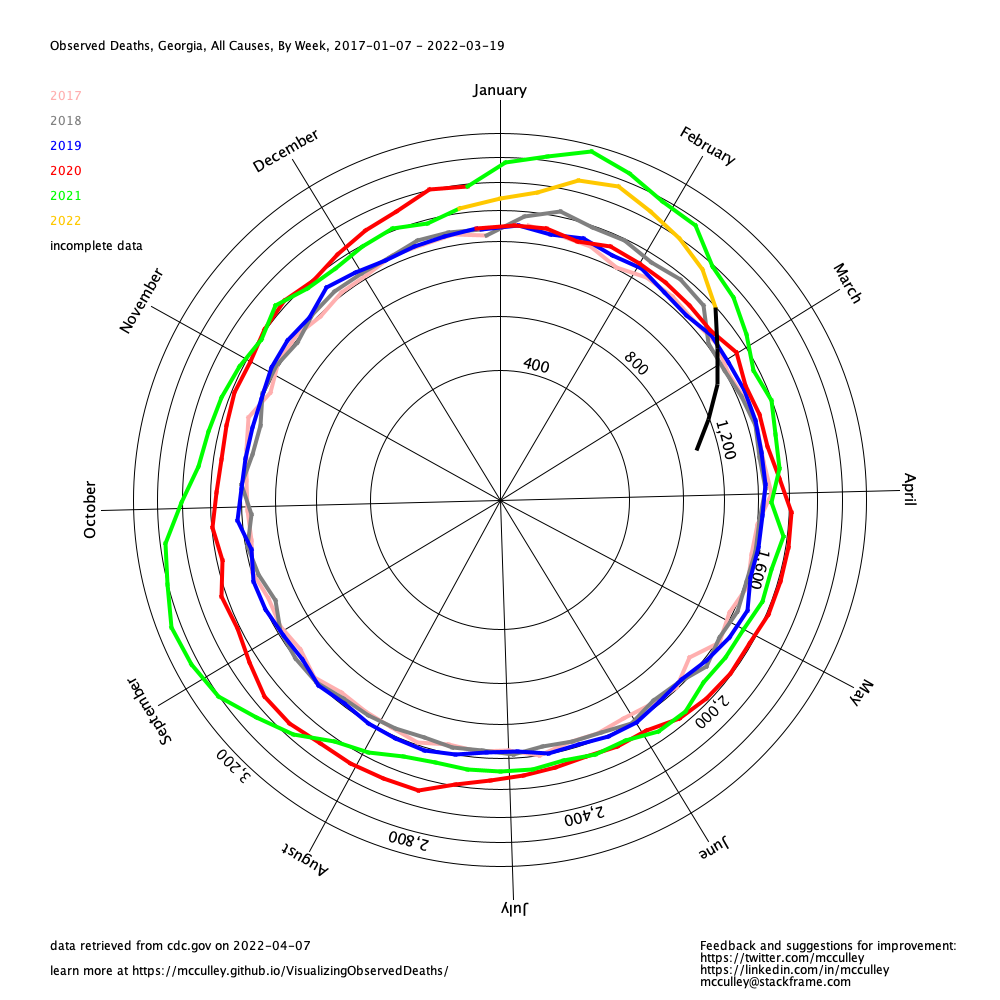 Observed Deaths, Georgia, All Causes, By Week, 2017-01-07 - 2022-03-19
January
2017
2018
2019
2020
2021
2022
incomplete data
December
February
November
March
400
800
1,200
October
April
1,600
September
May
2,000
3,200
2,400
2,800
August
June
July
data retrieved from cdc.gov on 2022-04-07
learn more at https://mcculley.github.io/VisualizingObservedDeaths/
Feedback and suggestions for improvement:
https://twitter.com/mcculley
https://linkedin.com/in/mcculley
mcculley@stackframe.com